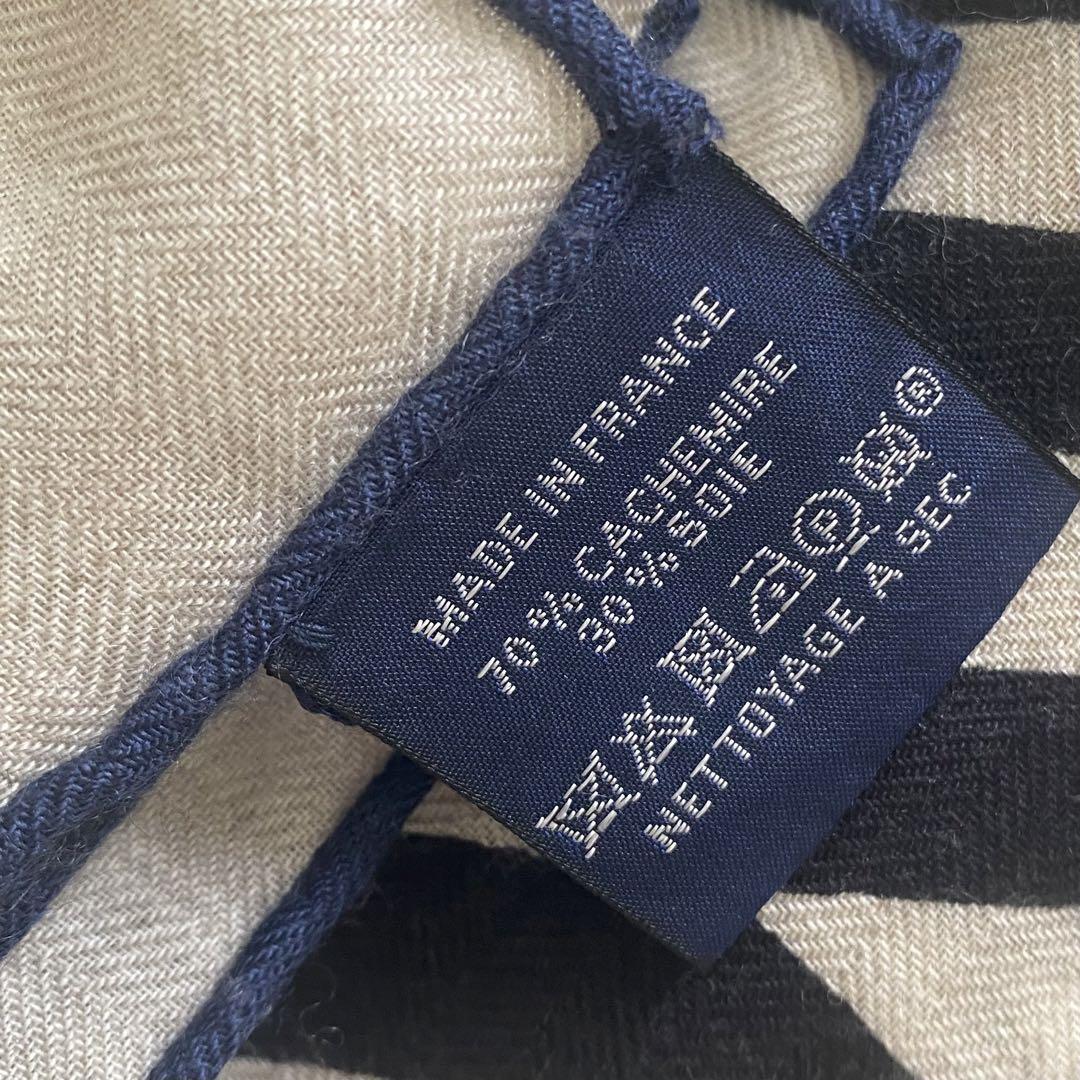 MADE IN FRANCE
70 % CACHEMIRE
30 % SOIE
P ®
NETTOYAGE A SEC